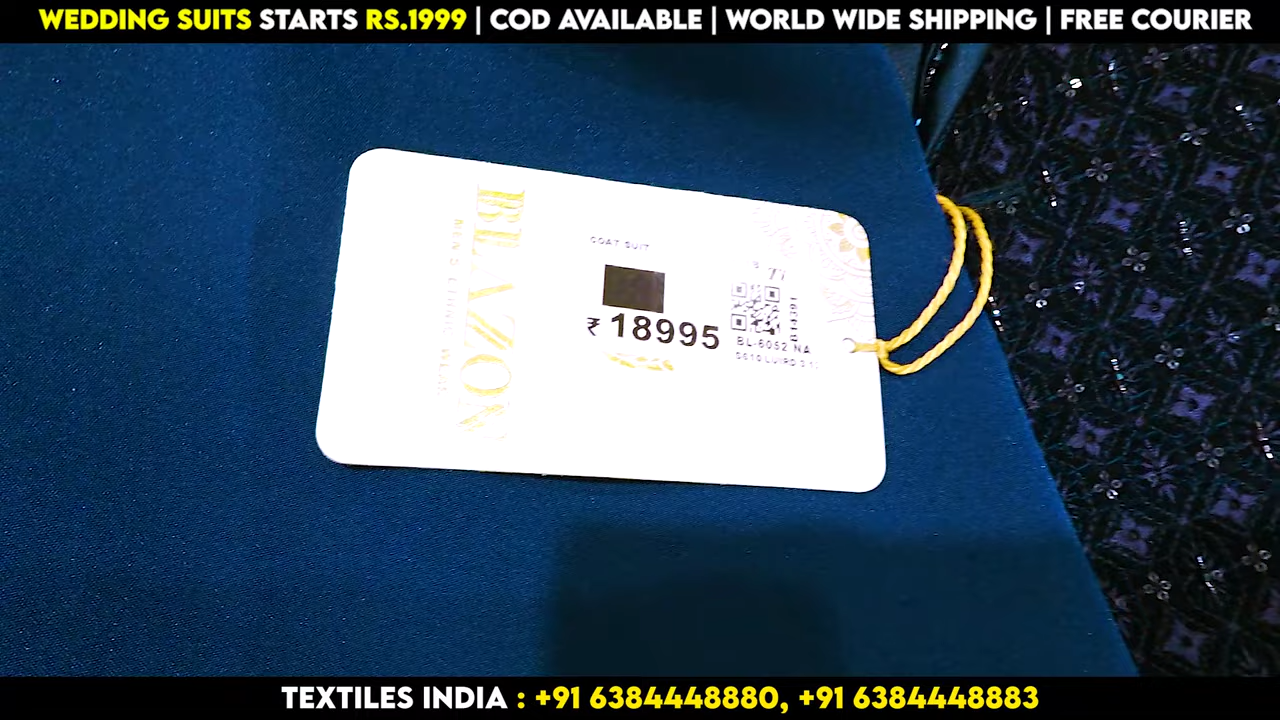 WEDDING SUITS STARTS RS.1999 | COD AVAILABLE | WORLD WIDE SHIPPING | FREE COURIER
BLAZON
COAT SUIT
₹ 18995
BL-6052 NA
TEXTILES INDIA : +91 6384448880, +91 6384448883